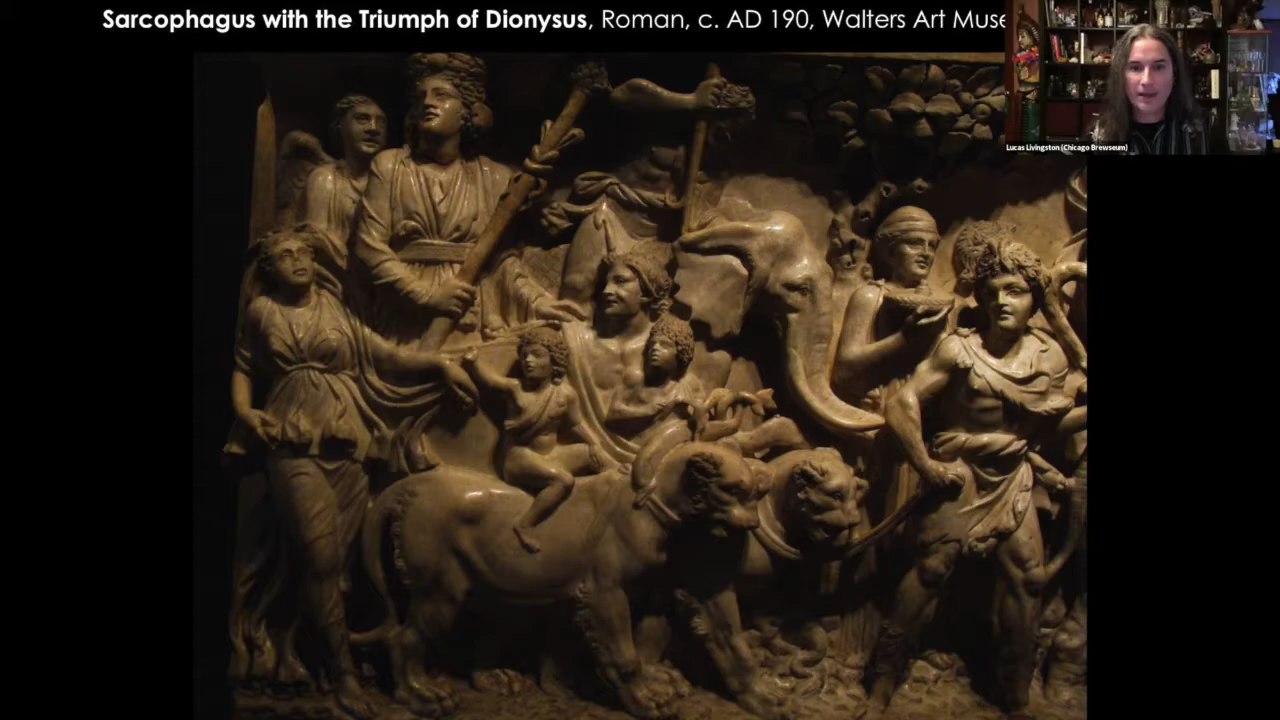 Sarcophagus with the Triumph of Dionysus, Roman, c. AD 190, Walters Art Muse
Lucas Livingston (Chicago Brewseum)